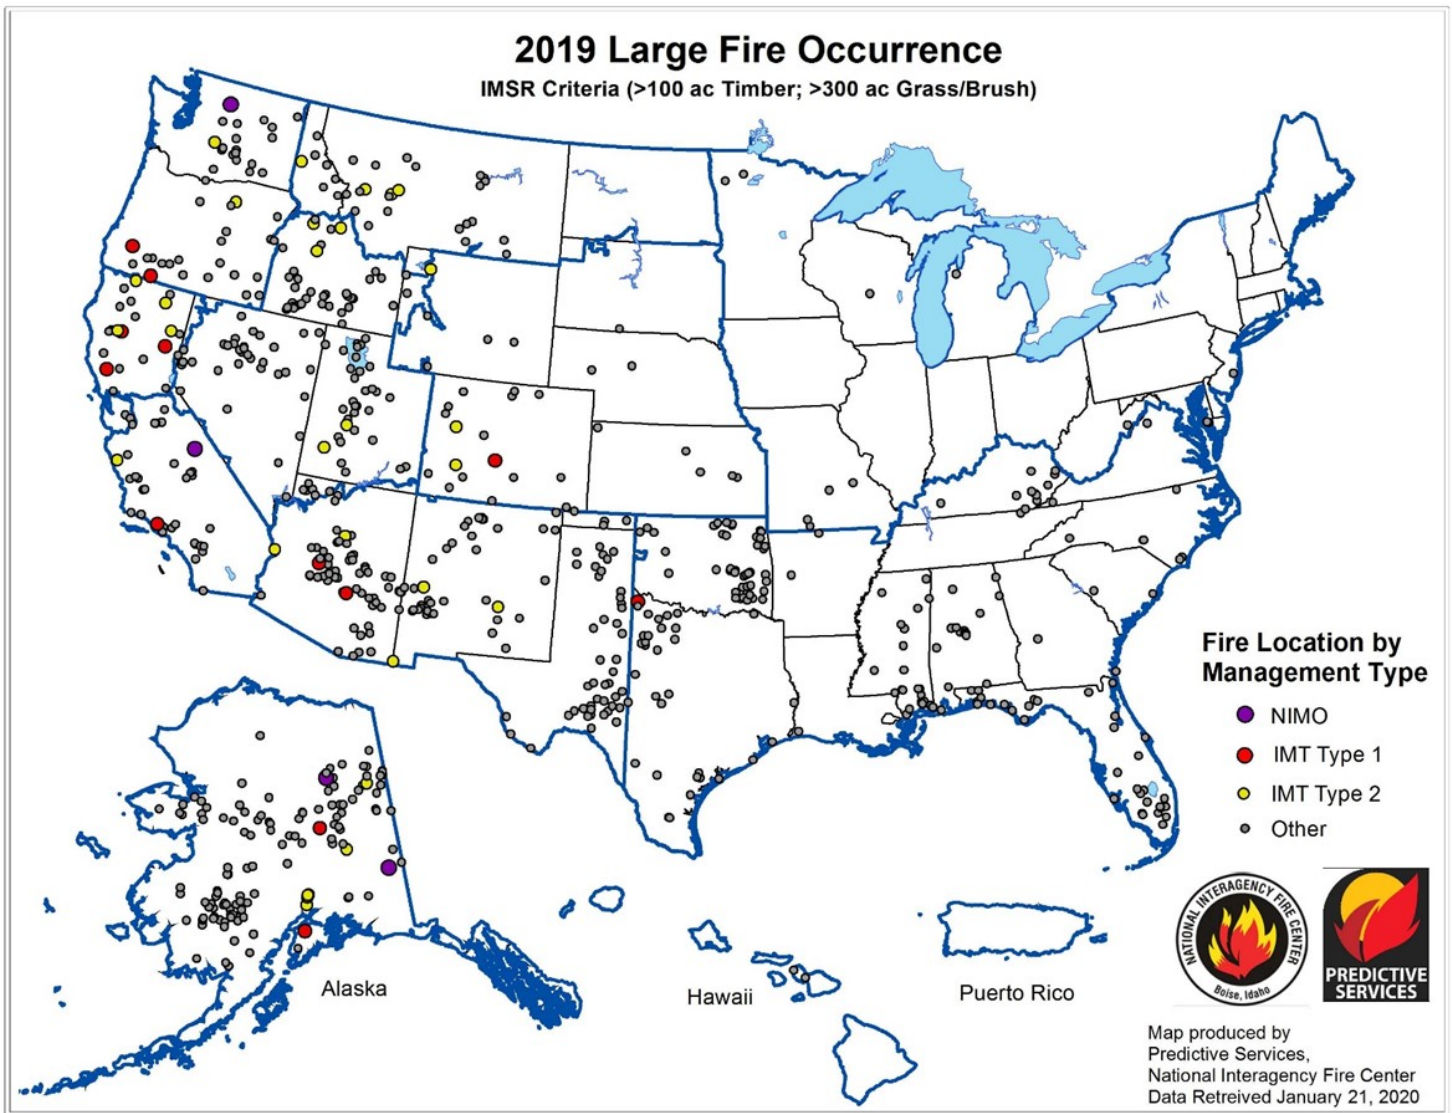 2019 Large Fire Occurrence
IMSR Criteria (>100 ac Timber; >300 ac Grass/Brush)
Fire Location by
Management Type
NIMO
IMT Type 1
IMT Type 2
Other
Alaska
Hawaii
Puerto Rico
NATIONAL INTERAGENCY FIRE CENTER
Boise, Idaho
PREDICTIVE
SERVICES
Map produced by
Predictive Services,
National Interagency Fire Center
Data Retreived January 21, 2020